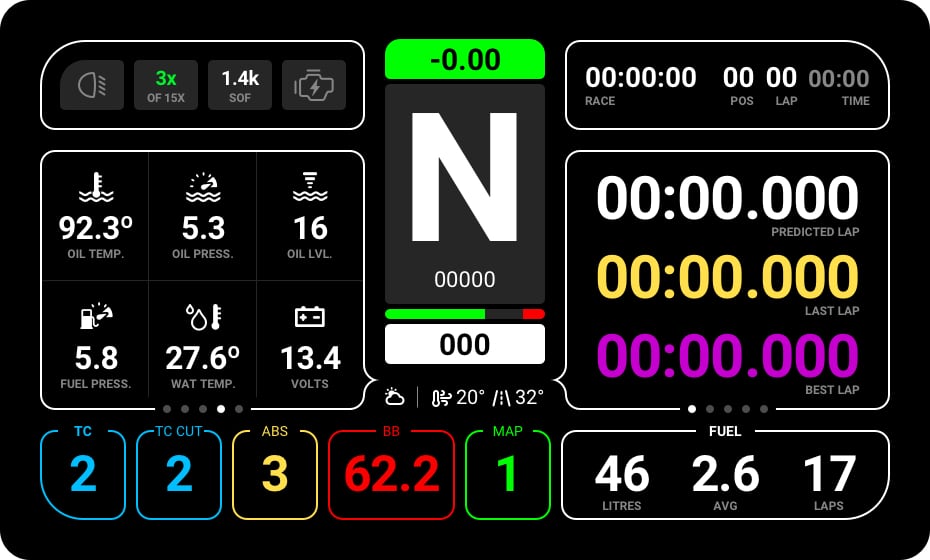 3x
OF 15X
1.4k
SOF
-0.00
00:00:00
RACE
00
POS
00
LAP
00:00
TIME
92.3º
OIL TEMP.
5.3
OIL PRESS.
16
OIL LVL.
5.8
FUEL PRESS.
27.6º
WAT TEMP.
13.4
VOLTS
N
00000
000
20°
32°
00:00.000
PREDICTED LAP
00:00.000
LAST LAP
00:00.000
BEST LAP
TC
2
TC CUT
2
ABS
3
BB
62.2
MAP
1
FUEL
46
LITRES
2.6
AVG
17
LAPS